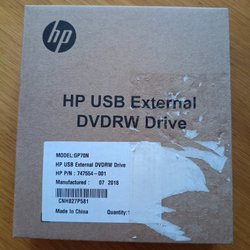 hp
HP USB External
DVDRW Drive
MODEL:GP70N
HP USB External DVDRW Drive
HP P/N : 747554-001
Manufactured : 07 2018
CNH827P581
Made In China Quantity:1